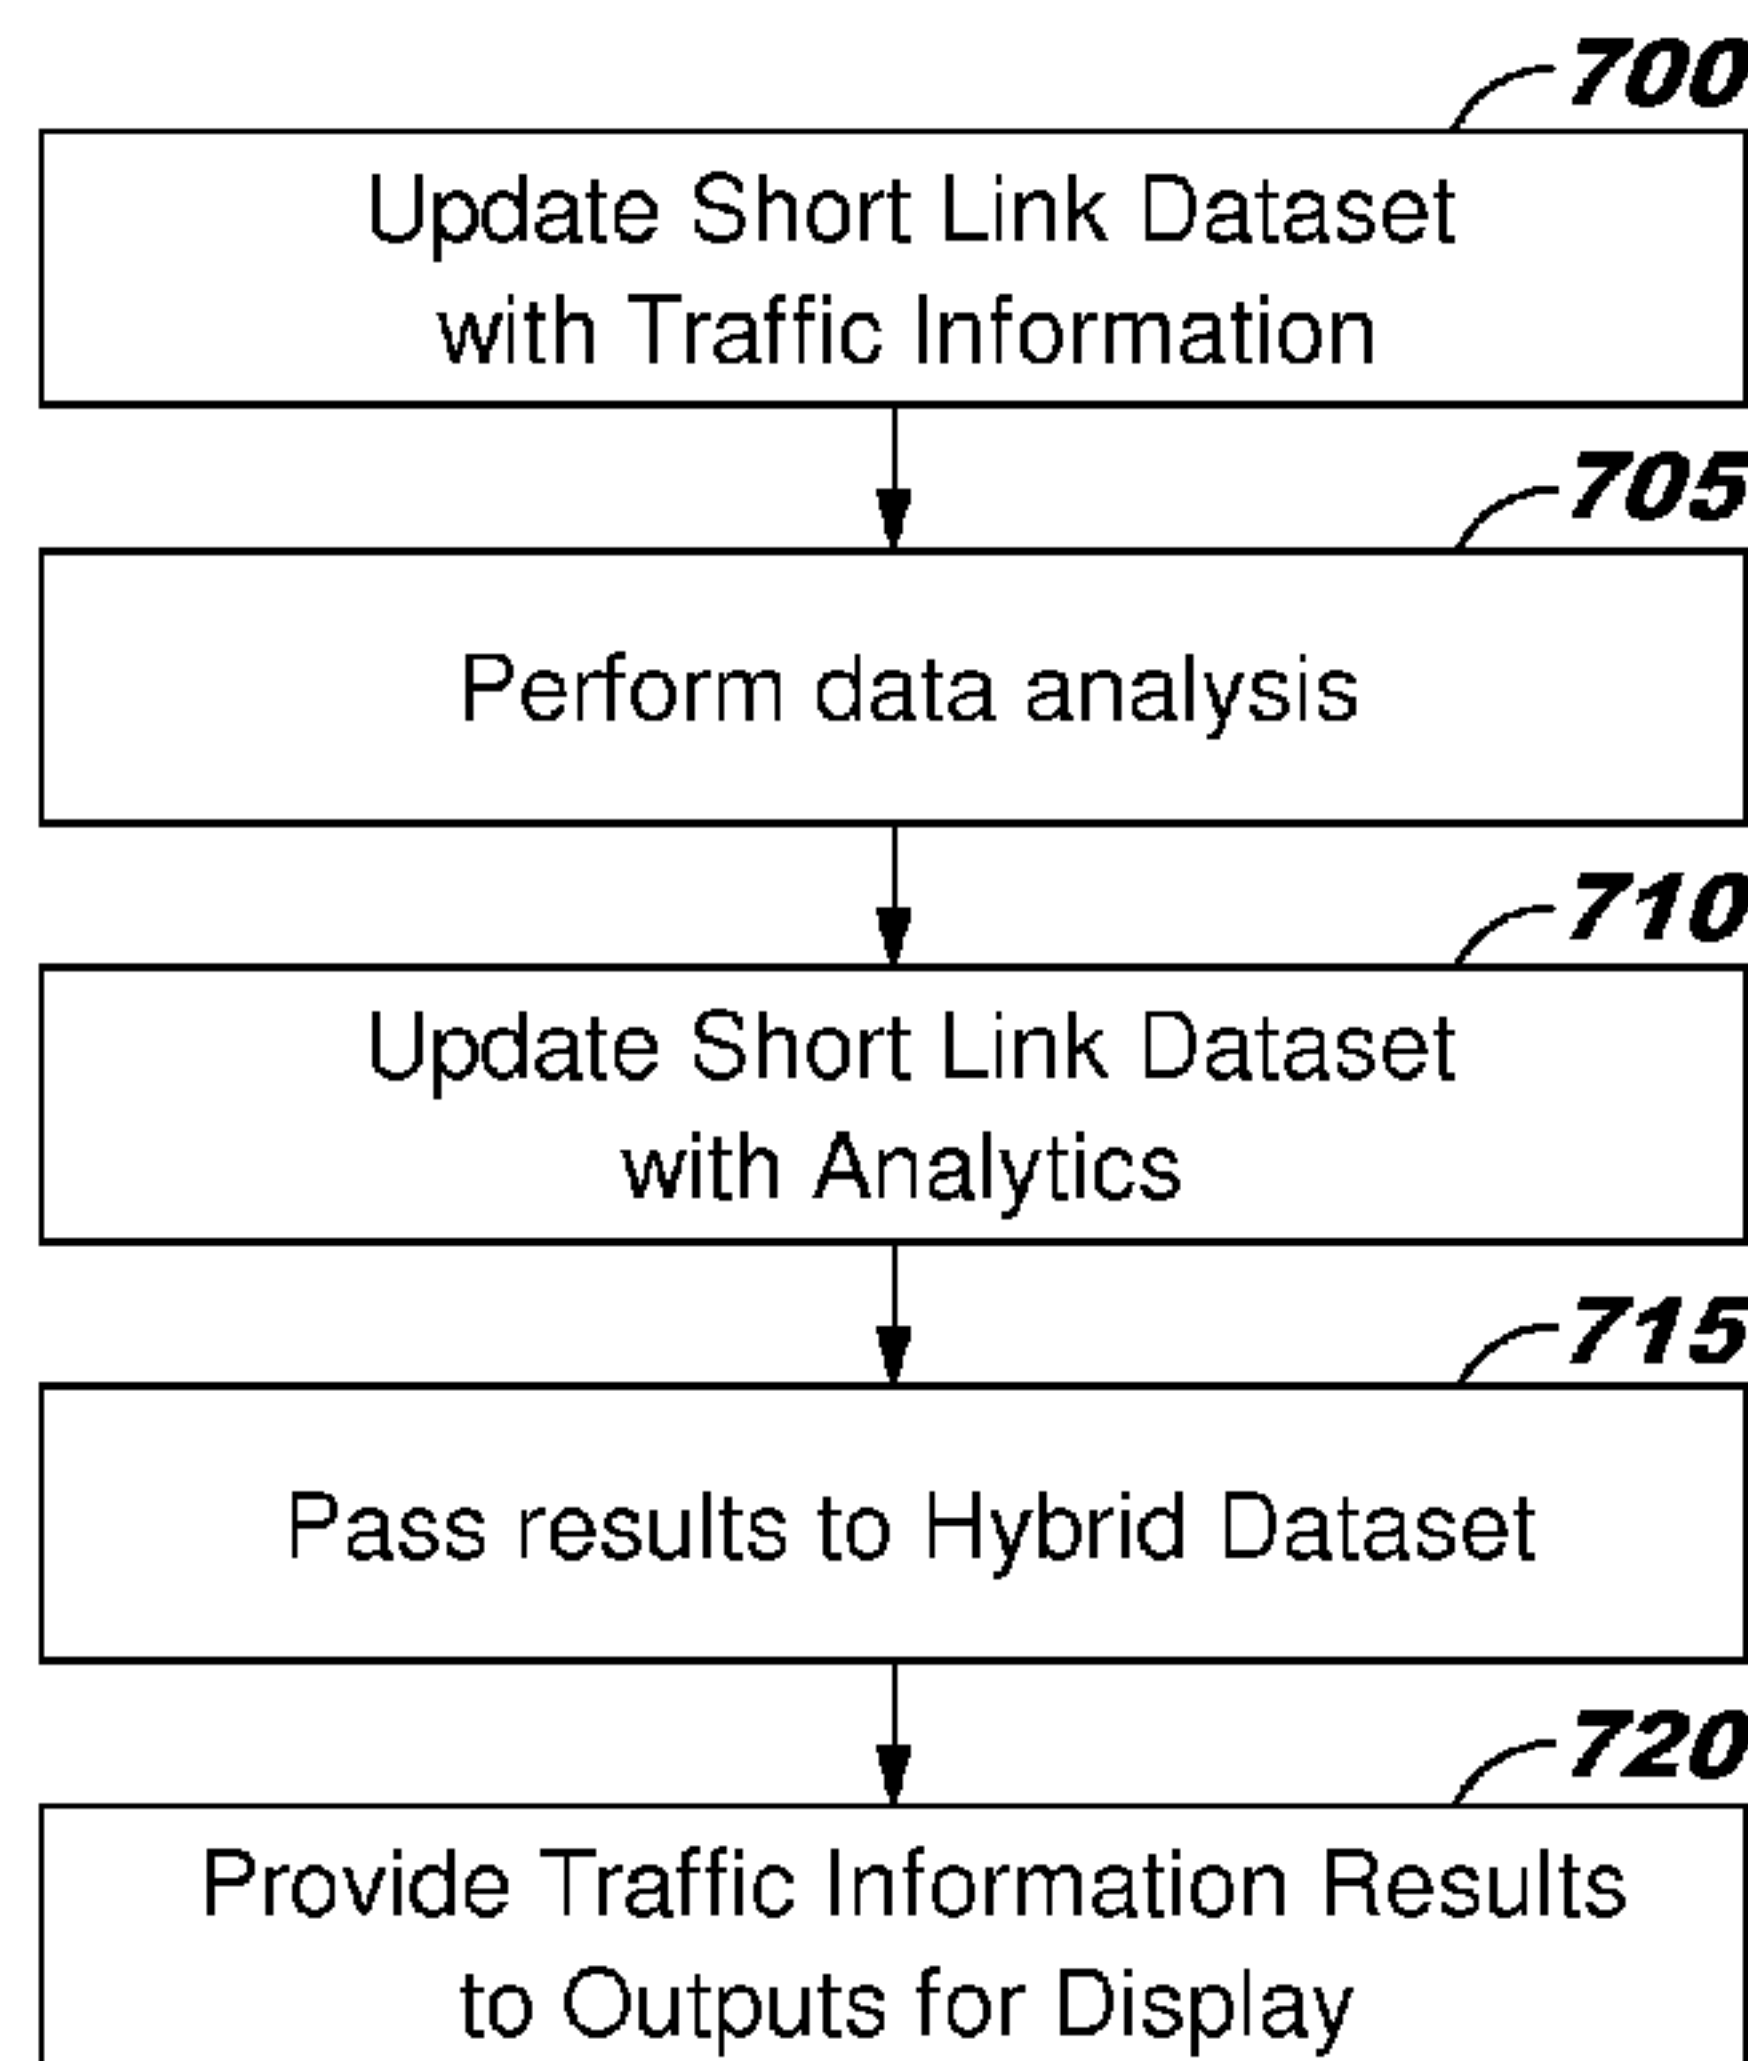 700
Update Short Link Dataset
with Traffic Information
705
Perform data analysis
710
Update Short Link Dataset
with Analytics
715
Pass results to Hybrid Dataset
720
Provide Traffic Information Results
to Outputs for Display